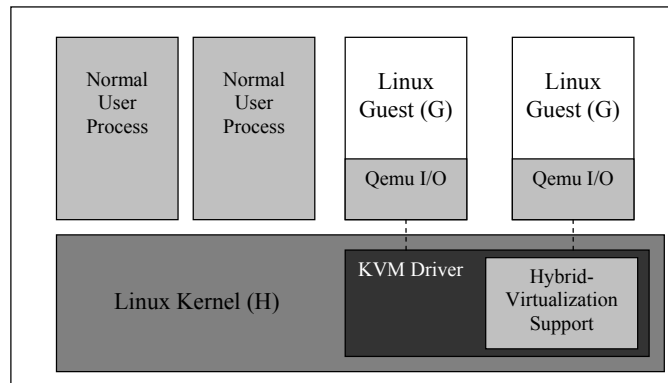 Normal
User
Process
Normal
User
Process
Linux
Guest (G)
Qemu I/O
Linux
Guest (G)
Qemu I/O
Linux Kernel (H)
KVM Driver
Hybrid-
Virtualization
Support